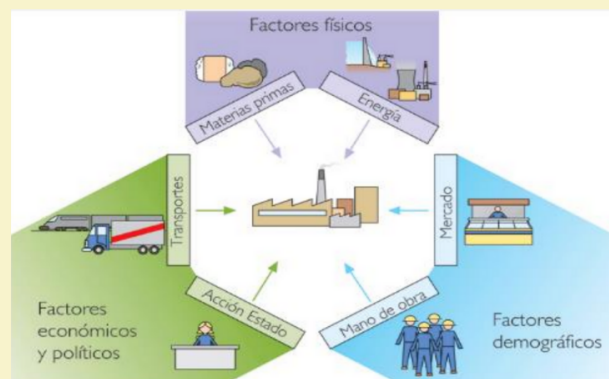 Factores físicos
Materias primas
Energía
Transportes
Mercado
Acción Estado
Mano de obra
Factores
económicos
y políticos
Factores
demográficos